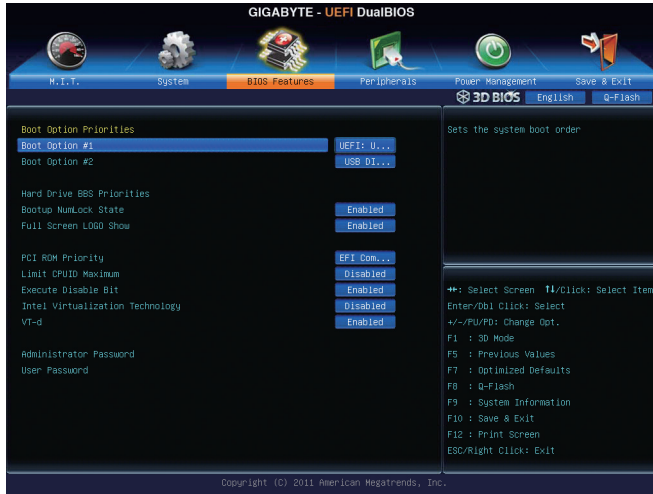 GIGABYTE - UEFI DualBIOS
M.I.T.
System
BIOS Features
Peripherals
Power Management
Save & Exit
3D BIOS
English
Q-Flash
Boot Option Priorities
Boot Option #1 UEFI: U...
Boot Option #2 USB DI...
Hard Drive BBS Priorities
Bootup NumLock State Enabled
Full Screen LOGO Show Enabled
PCI ROM Priority EFI Com...
Limit CPUID Maximum Disabled
Execute Disable Bit Enabled
Intel Virtualization Technology Disabled
VT-d Enabled
Administrator Password
User Password
Sets the system boot order
→←: Select Screen ↑↓/Click: Select Item
Enter/Dbl Click: Select
+/-/PU/PD: Change Opt.
F1 : 3D Mode
F5 : Previous Values
F7 : Optimized Defaults
F8 : Q-Flash
F9 : System Information
F10 : Save & Exit
F12 : Print Screen
ESC/Right Click: Exit
Copyright (C) 2011 American Megatrends, Inc.